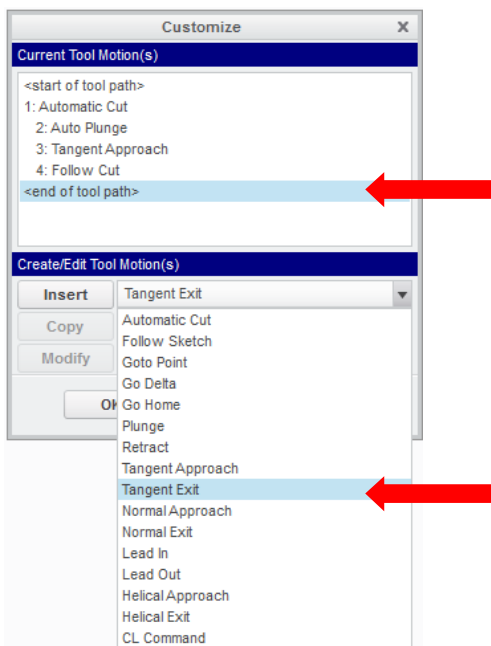 Customize X
Current Tool Motion(s)
<start of tool path>
1: Automatic Cut
2: Auto Plunge
3: Tangent Approach
4: Follow Cut
<end of tool path>
Create/Edit Tool Motion(s)
Insert Tangent Exit
Copy
Modify
Automatic Cut
Follow Sketch
Goto Point
Go Delta
Go Home
Plunge
Retract
Tangent Approach
Tangent Exit
Normal Approach
Normal Exit
Lead In
Lead Out
Helical Approach
Helical Exit
CL Command